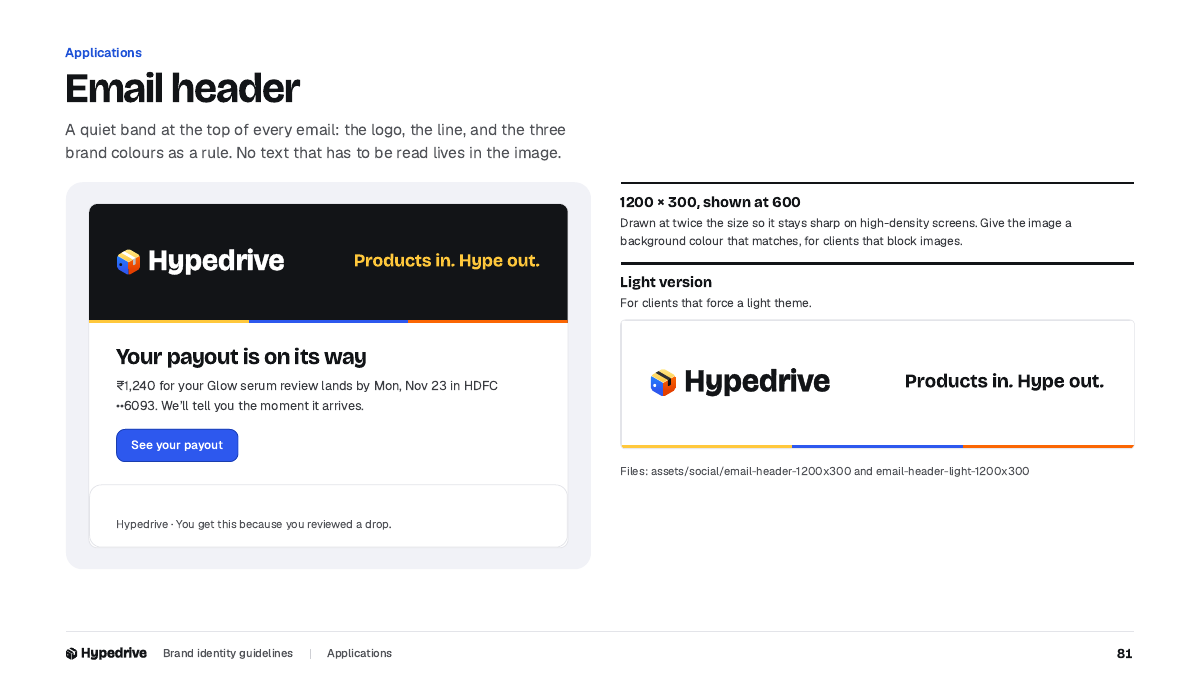 Applications
Email header
A quiet band at the top of every email: the logo, the line, and the three
brand colours as a rule. No text that has to be read lives in the image.
Hypedrive
Products in. Hype out.
Your payout is on its way
₹1,240 for your Glow serum review lands by Mon, Nov 23 in HDFC
••6093. We'll tell you the moment it arrives.
See your payout
Hypedrive · You get this because you reviewed a drop.
1200 × 300, shown at 600
Drawn at twice the size so it stays sharp on high-density screens. Give the image a
background colour that matches, for clients that block images.
Light version
For clients that force a light theme.
Hypedrive
Products in. Hype out.
Files: assets/social/email-header-1200x300 and email-header-light-1200x300
Hypedrive
Brand identity guidelines
Applications
81